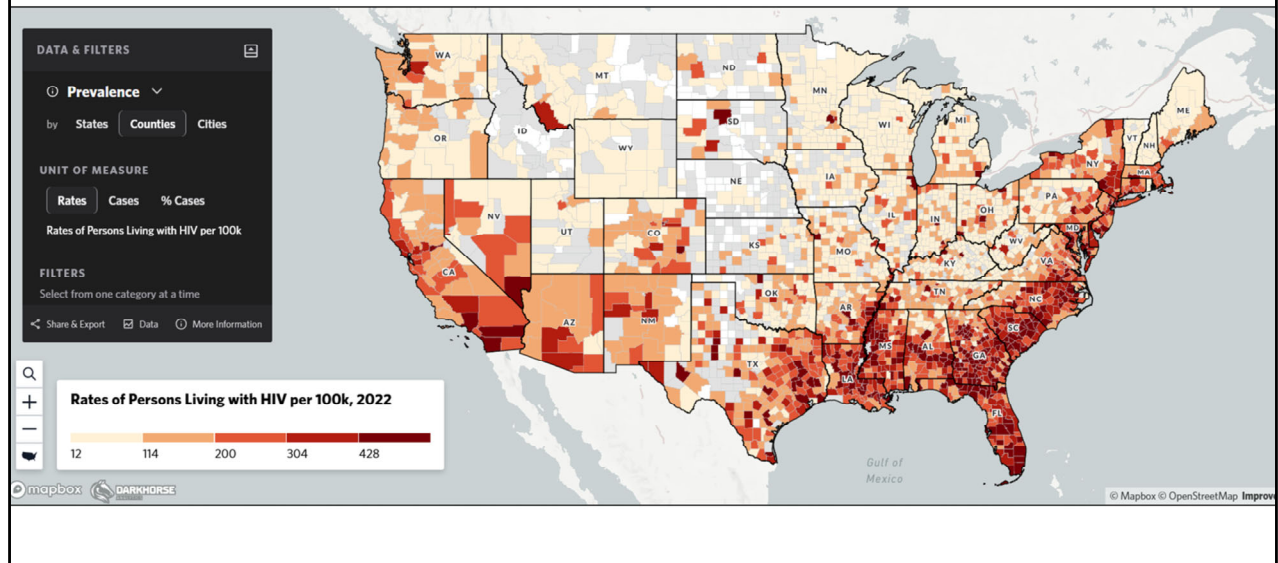 DATA & FILTERS
Prevalence
by States Counties Cities
UNIT OF MEASURE
Rates Cases % Cases
Rates of Persons Living with HIV per 100k
FILTERS
Select from one category at a time
Share & Export Data More Information
Rates of Persons Living with HIV per 100k, 2022
12 114 200 304 428
mapbox DARKHORSE
WA
MT
ND
MN
OR
ID
SD
WI
MI
ME
VT
NH
WY
NY
MA
IA
NE
PA
NV
UT
CO
IL
IN
OH
MD
KS
MO
WV
VA
CA
KY
AZ
NM
OK
AR
TN
NC
SC
TX
MS
AL
GA
LA
FL
Gulf of
Mexico
© Mapbox © OpenStreetMap Improv